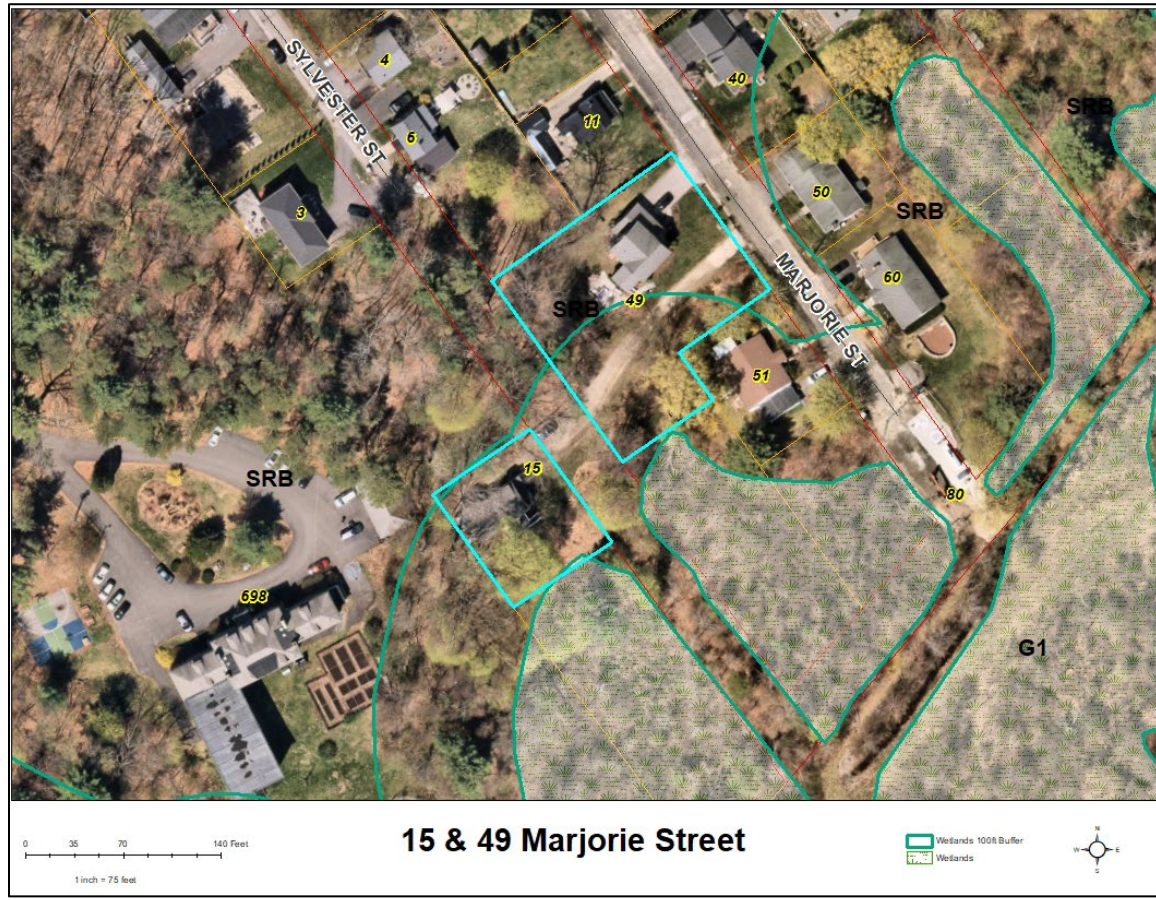 SYLVESTER ST
4
6
3
11
40
SRB
50
SRB
60
49
SRB
MARJORIE ST
51
15
SRB
80
698
G1
0 35 70 140 Feet
1 inch = 75 feet
15 & 49 Marjorie Street
Wetlands 100ft Buffer
Wetlands
N
W E
S